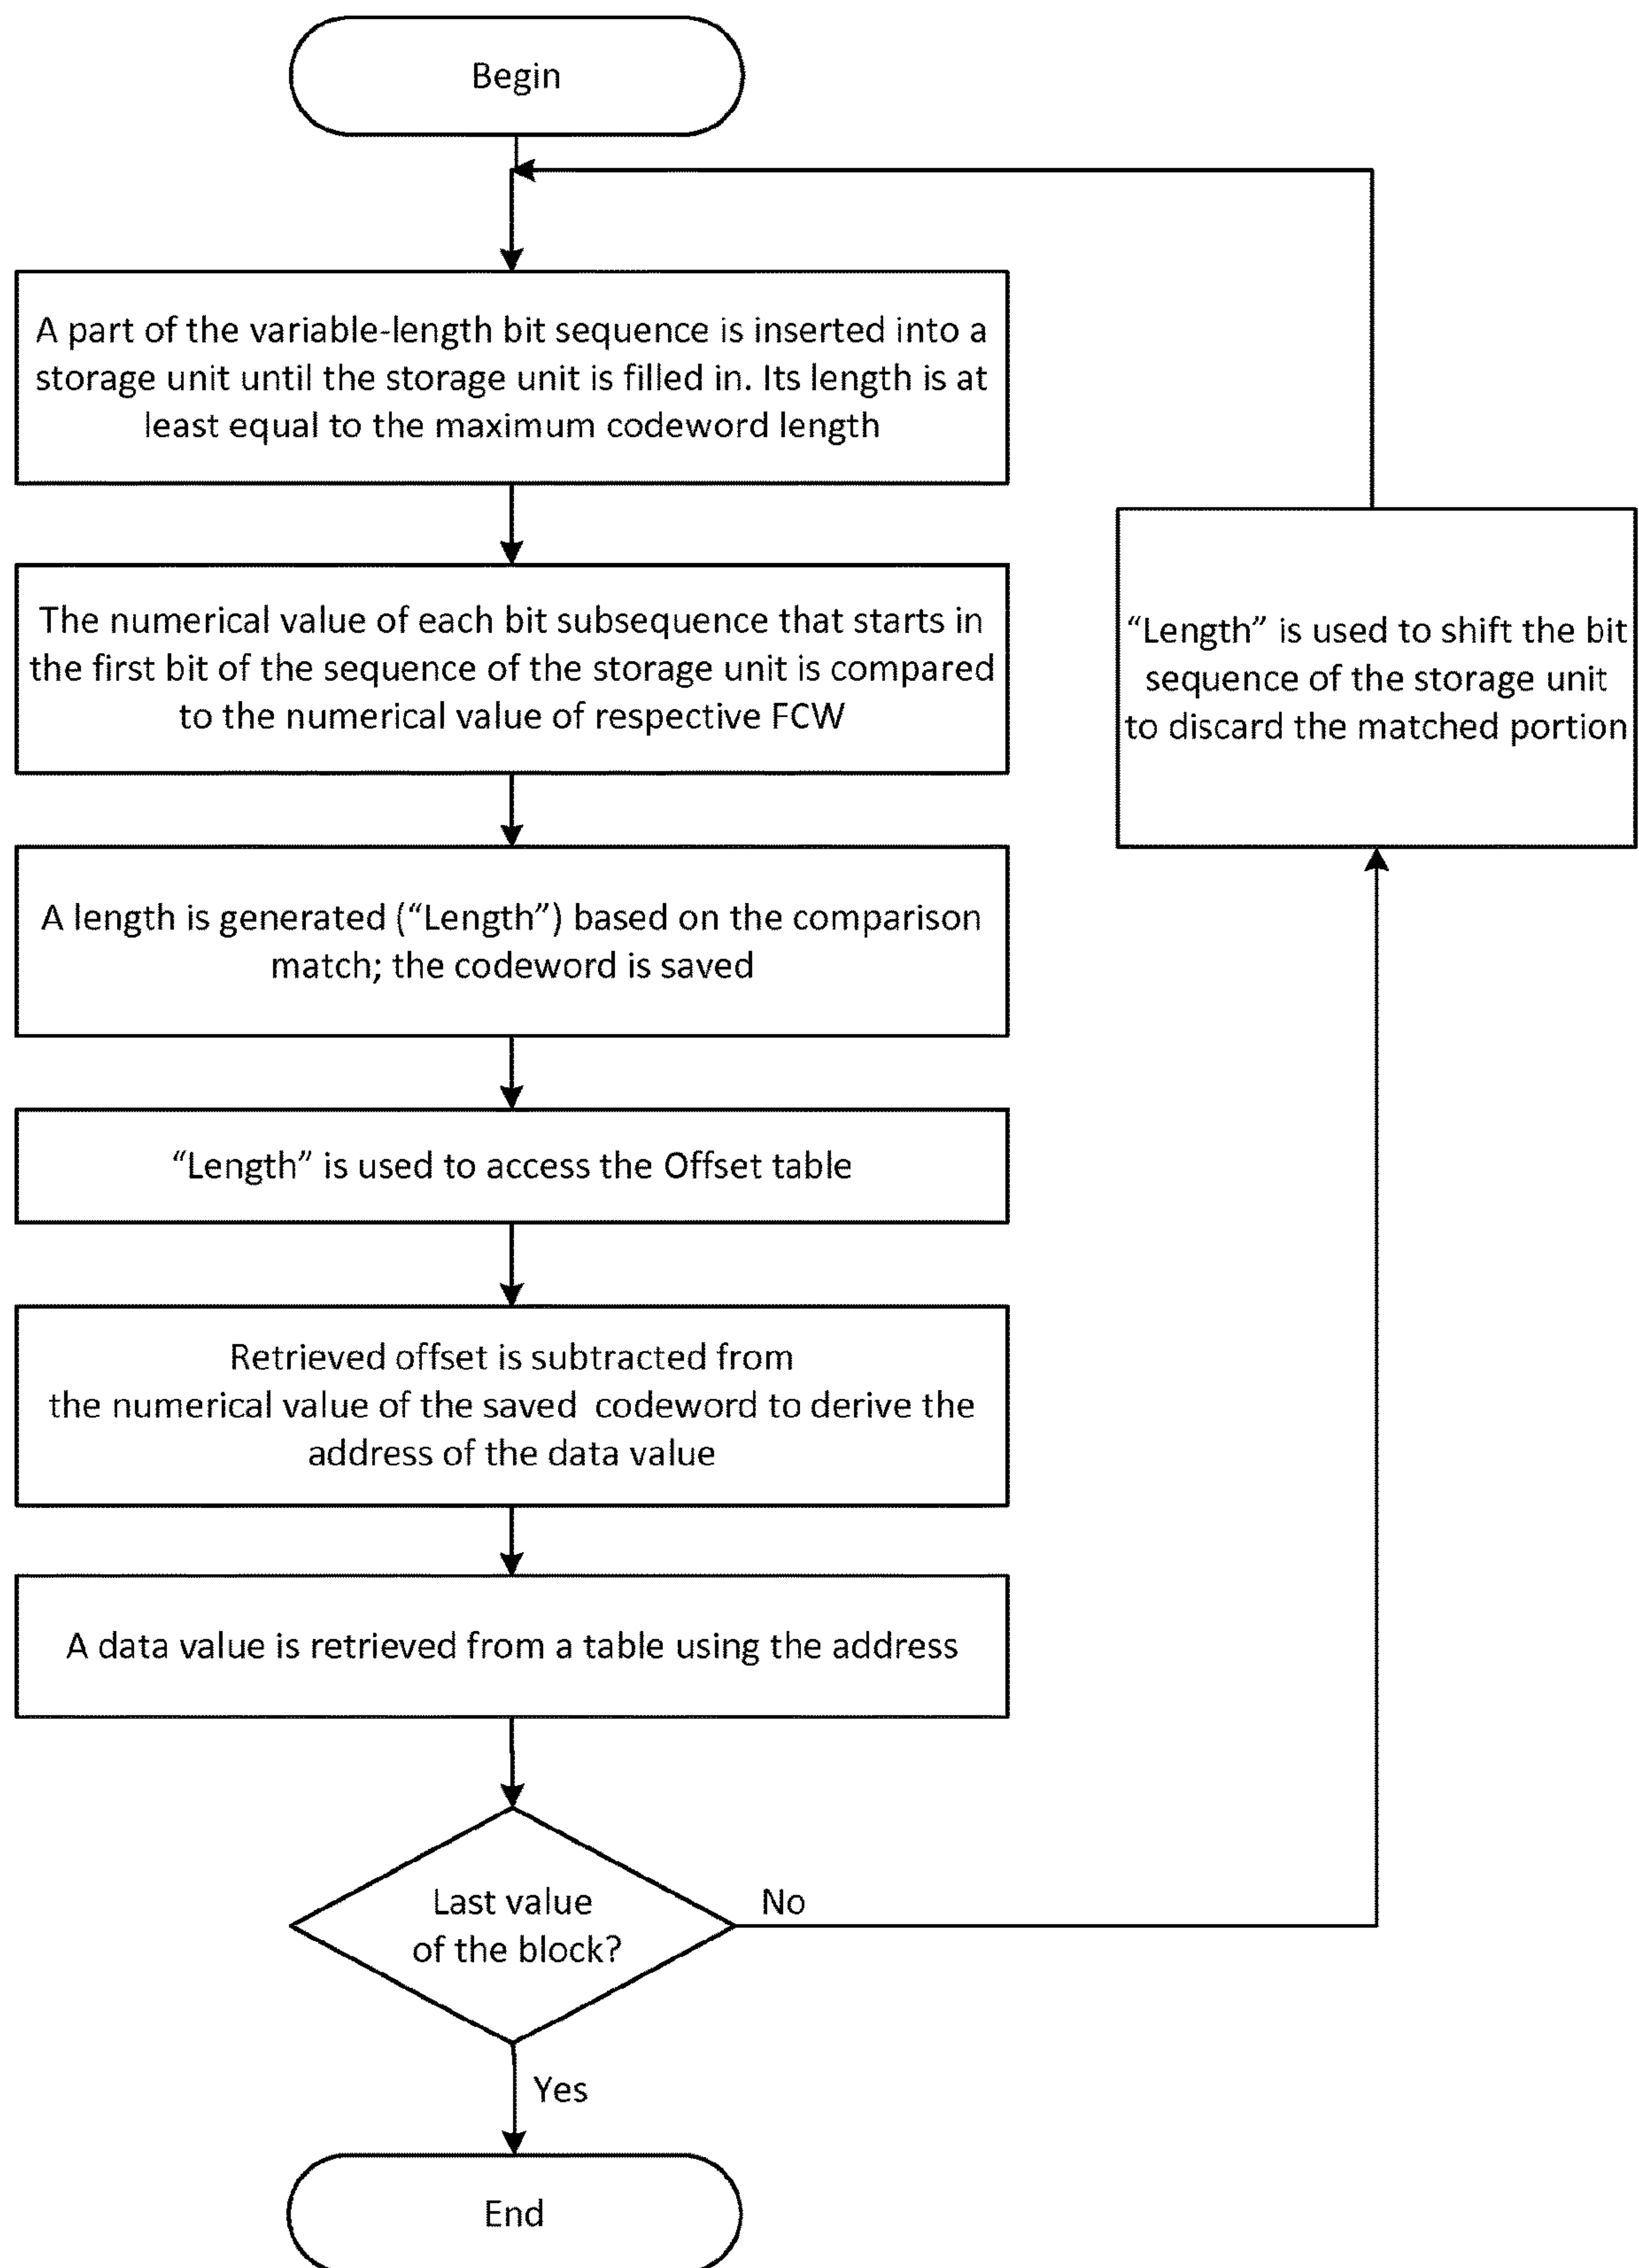 Begin
A part of the variable-length bit sequence is inserted into a
storage unit until the storage unit is filled in. Its length is at
least equal to the maximum codeword length
The numerical value of each bit subsequence that starts in
the first bit of the sequence of the storage unit is compared
to the numerical value of respective FCW
“Length” is used to shift the bit
sequence of the storage unit
to discard the matched portion
A length is generated (“Length”) based on the comparison
match; the codeword is saved
“Length” is used to access the Offset table
Retrieved offset is subtracted from
the numerical value of the saved codeword to derive the
address of the data value
A data value is retrieved from a table using the address
Last value
of the block?
No
Yes
End